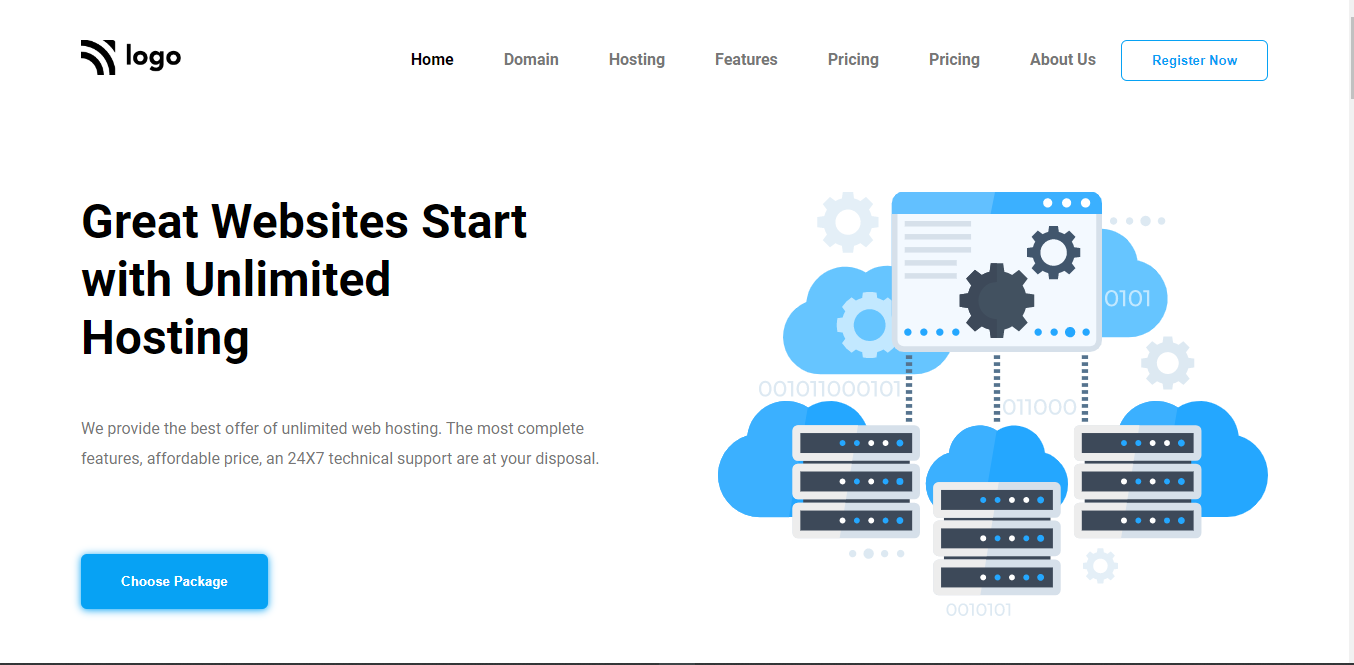 logo
Home Domain Hosting Features Pricing Pricing About Us Register Now
Great Websites Start
with Unlimited
Hosting
We provide the best offer of unlimited web hosting. The most complete
features, affordable price, an 24X7 technical support are at your disposal.
Choose Package
0101
001011000101
011000
0010101